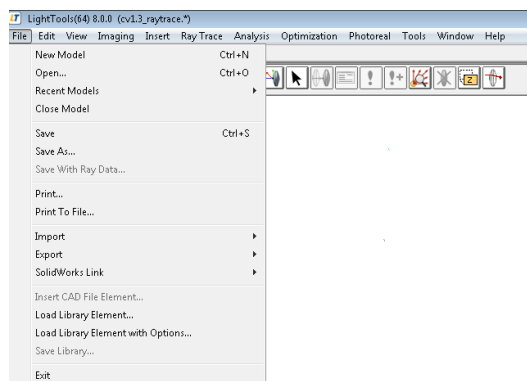 LightTools(64) 8.0.0 (cv1.3_raytrace.*)
File Edit View Imaging Insert Ray Trace Analysis Optimization Photoreal Tools Window Help
New Model Ctrl+N
Open... Ctrl+O
Recent Models
Close Model
Save Ctrl+S
Save As...
Save With Ray Data...
Print...
Print To File...
Import
Export
SolidWorks Link
Insert CAD File Element...
Load Library Element...
Load Library Element with Options...
Save Library...
Exit